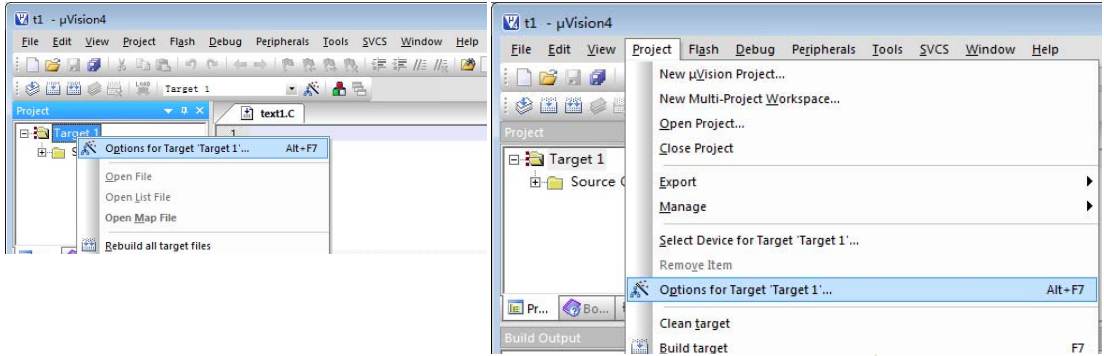 t1 - µVision4
File Edit View Project Flash Debug Peripherals Tools SVCS Window Help
LOAD
Target 1
Project
text1.C
Target 1
1
S
Options for Target 'Target 1'... Alt+F7
Open File
Open List File
Open Map File
Rebuild all target files
t1 - µVision4
File Edit View Project Flash Debug Peripherals Tools SVCS Window Help
New µVision Project...
New Multi-Project Workspace...
Open Project...
Close Project
Project
Target 1
Source
Export
Manage
Select Device for Target 'Target 1'...
Remove Item
Options for Target 'Target 1'... Alt+F7
Pr... Bo...
Clean target
Build Output
Build target F7